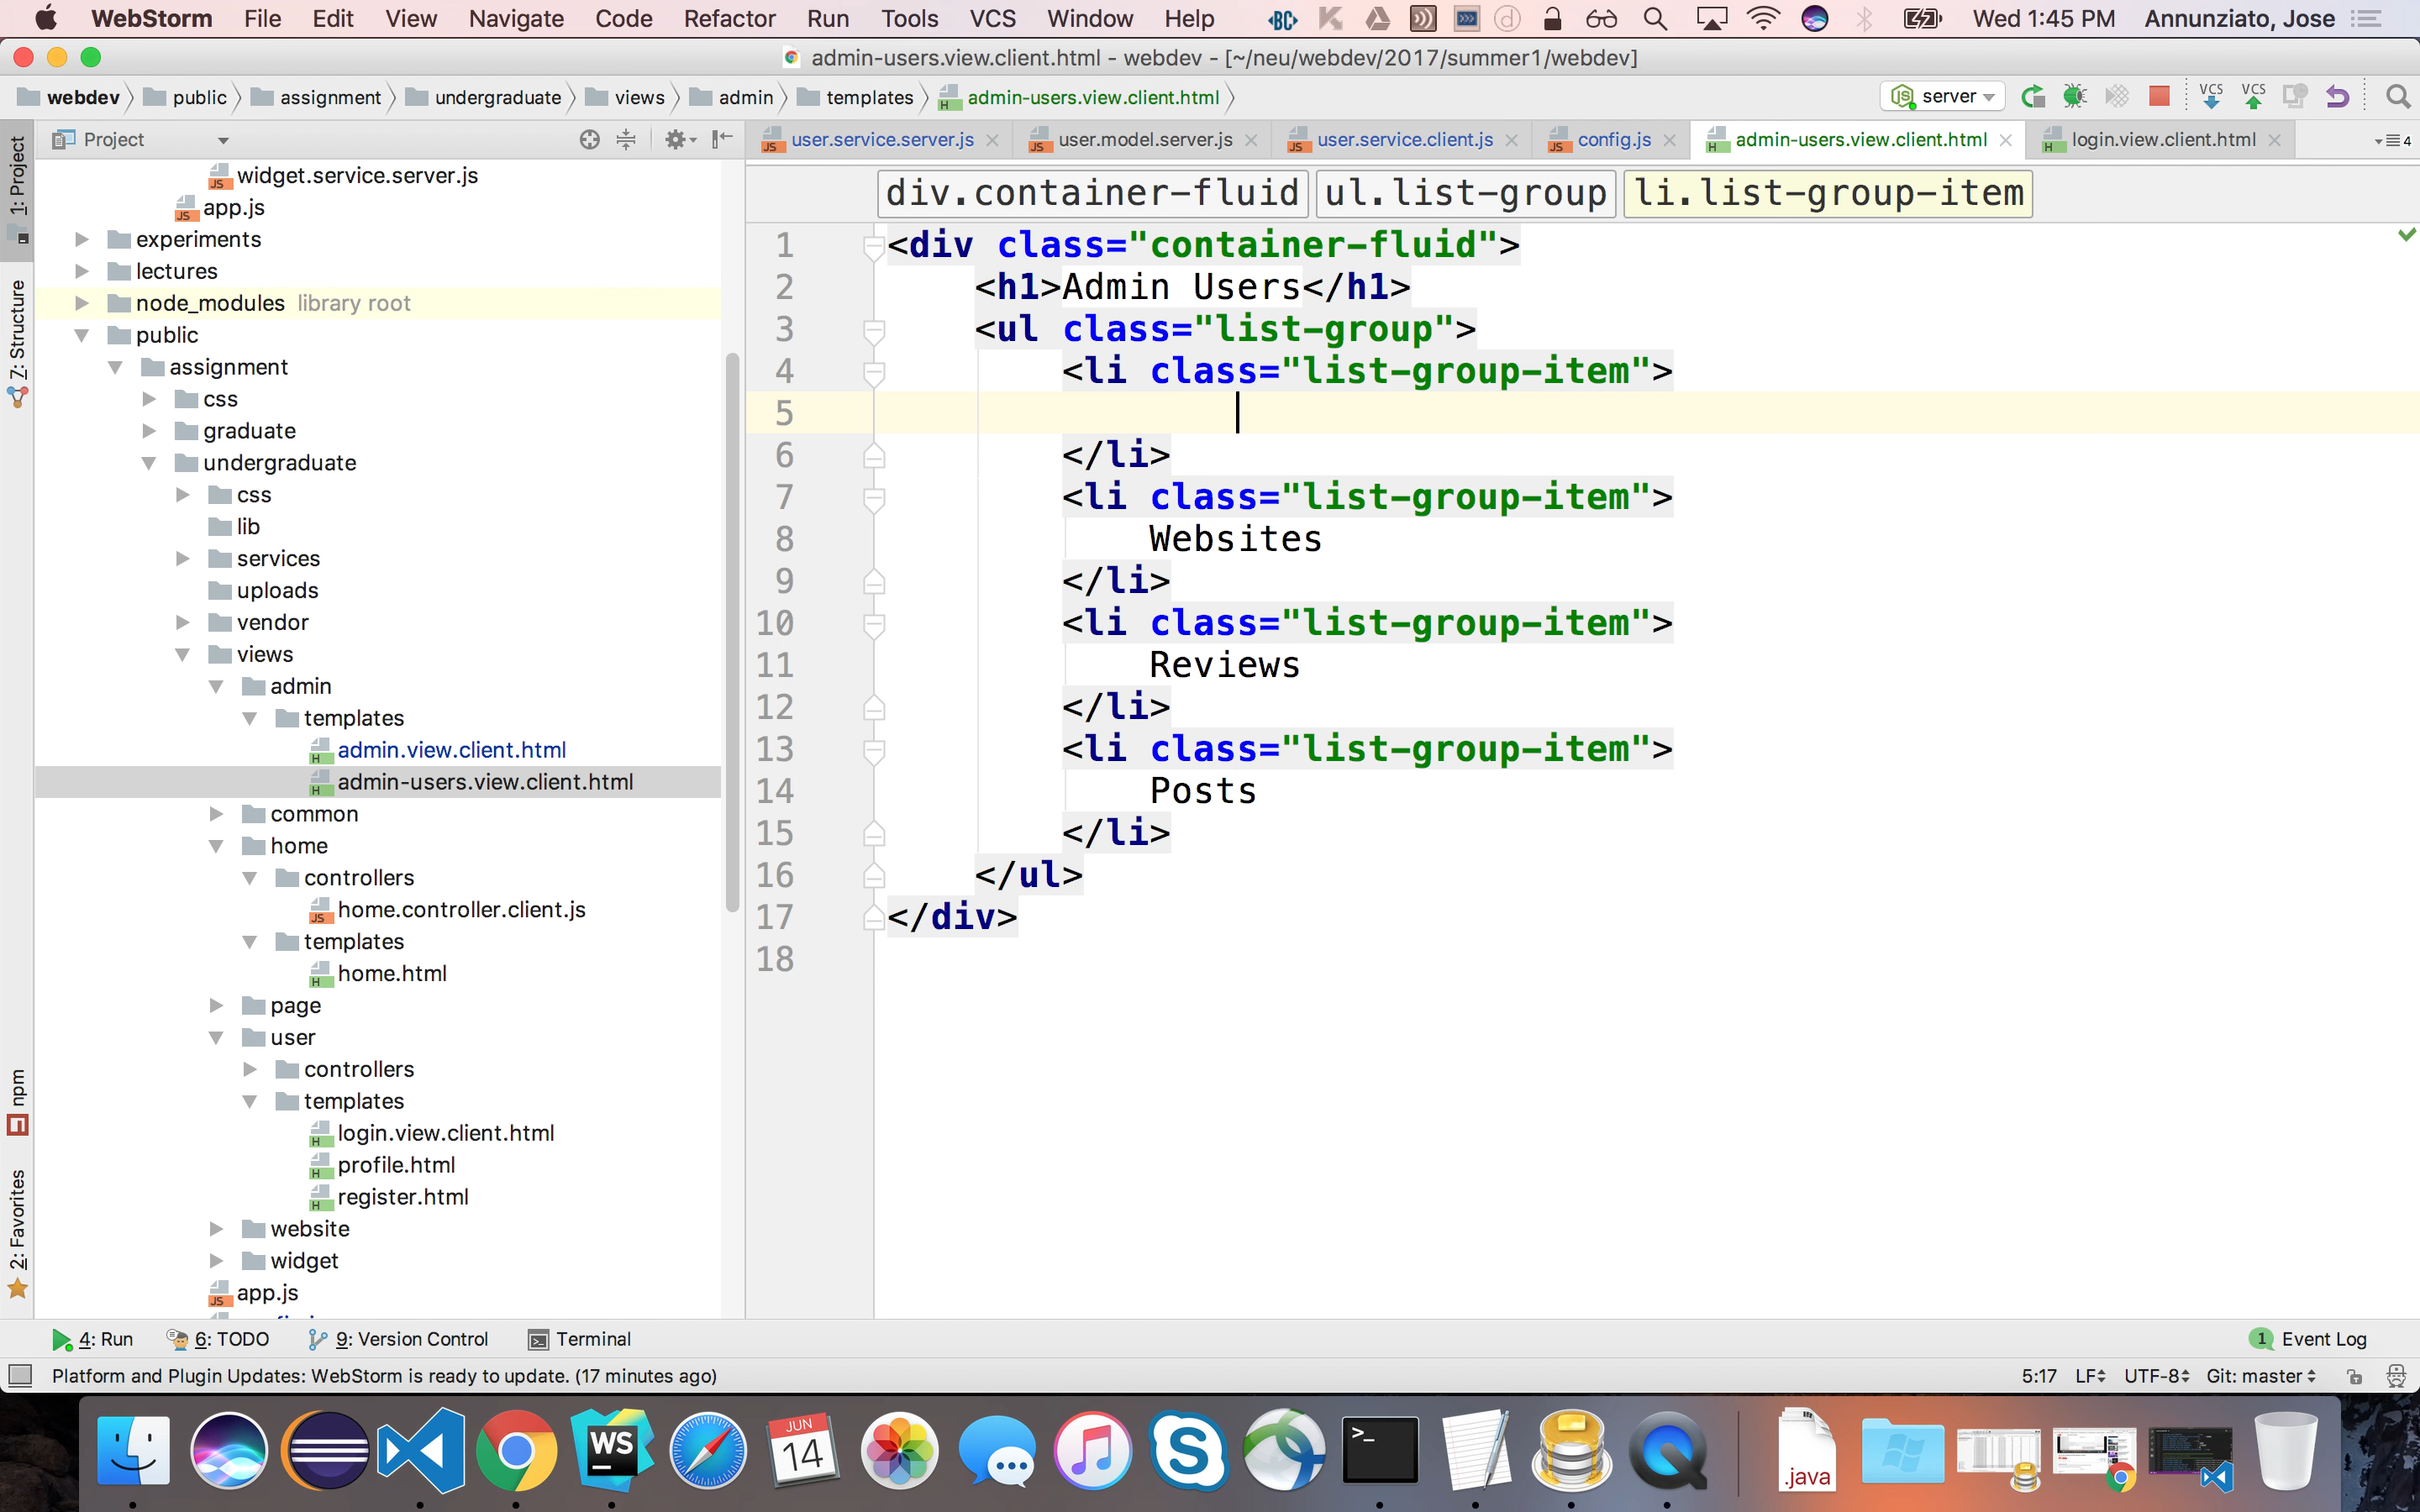 WebStorm File Edit View Navigate Code Refactor Run Tools VCS Window Help BC Wed 1:45 PM Annunziato, Jose
admin-users.view.client.html - webdev - [~/neu/webdev/2017/summer1/webdev]
webdev public assignment undergraduate views admin templates admin-users.view.client.html server VCS VCS
Project
user.service.server.js user.model.server.js user.service.client.js config.js admin-users.view.client.html login.view.client.html 4
1: Project
7: Structure
npm
2: Favorites
widget.service.server.js
app.js
experiments
lectures
node_modules library root
public
assignment
css
graduate
undergraduate
css
lib
services
uploads
vendor
views
admin
templates
admin.view.client.html
admin-users.view.client.html
common
home
controllers
home.controller.client.js
templates
home.html
page
user
controllers
templates
login.view.client.html
profile.html
register.html
website
widget
app.js
div.container-fluid ul.list-group li.list-group-item
1 <div class="container-fluid">
2 <h1>Admin Users</h1>
3 <ul class="list-group">
4 <li class="list-group-item">
5
6 </li>
7 <li class="list-group-item">
8 Websites
9 </li>
10 <li class="list-group-item">
11 Reviews
12 </li>
13 <li class="list-group-item">
14 Posts
15 </li>
16 </ul>
17 </div>
18
4: Run 6: TODO 9: Version Control Terminal 1 Event Log
Platform and Plugin Updates: WebStorm is ready to update. (17 minutes ago) 5:17 LF UTF-8 Git: master
WS JUN 14 S >_ .java